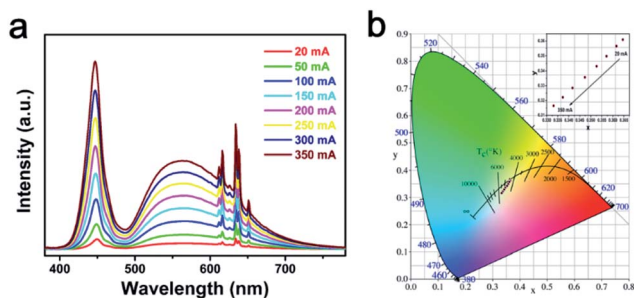 a
20 mA
50 mA
100 mA
150 mA
200 mA
250 mA
300 mA
350 mA
Intensity (a.u.)
400 500 600 700
Wavelength (nm)
b
0.9
0.8
0.7
0.6
0.5
0.4
0.3
0.2
0.1
0.0
y
0.0 0.1 0.2 0.3 0.4 0.5 0.6 0.7 0.8
x
520
540
560
580
600
620
700
500
490
480
470
460
380
Tc(°K)
10000
6000
4000
3000
2500
2000
1500
∞
20 mA
350 mA
y
x